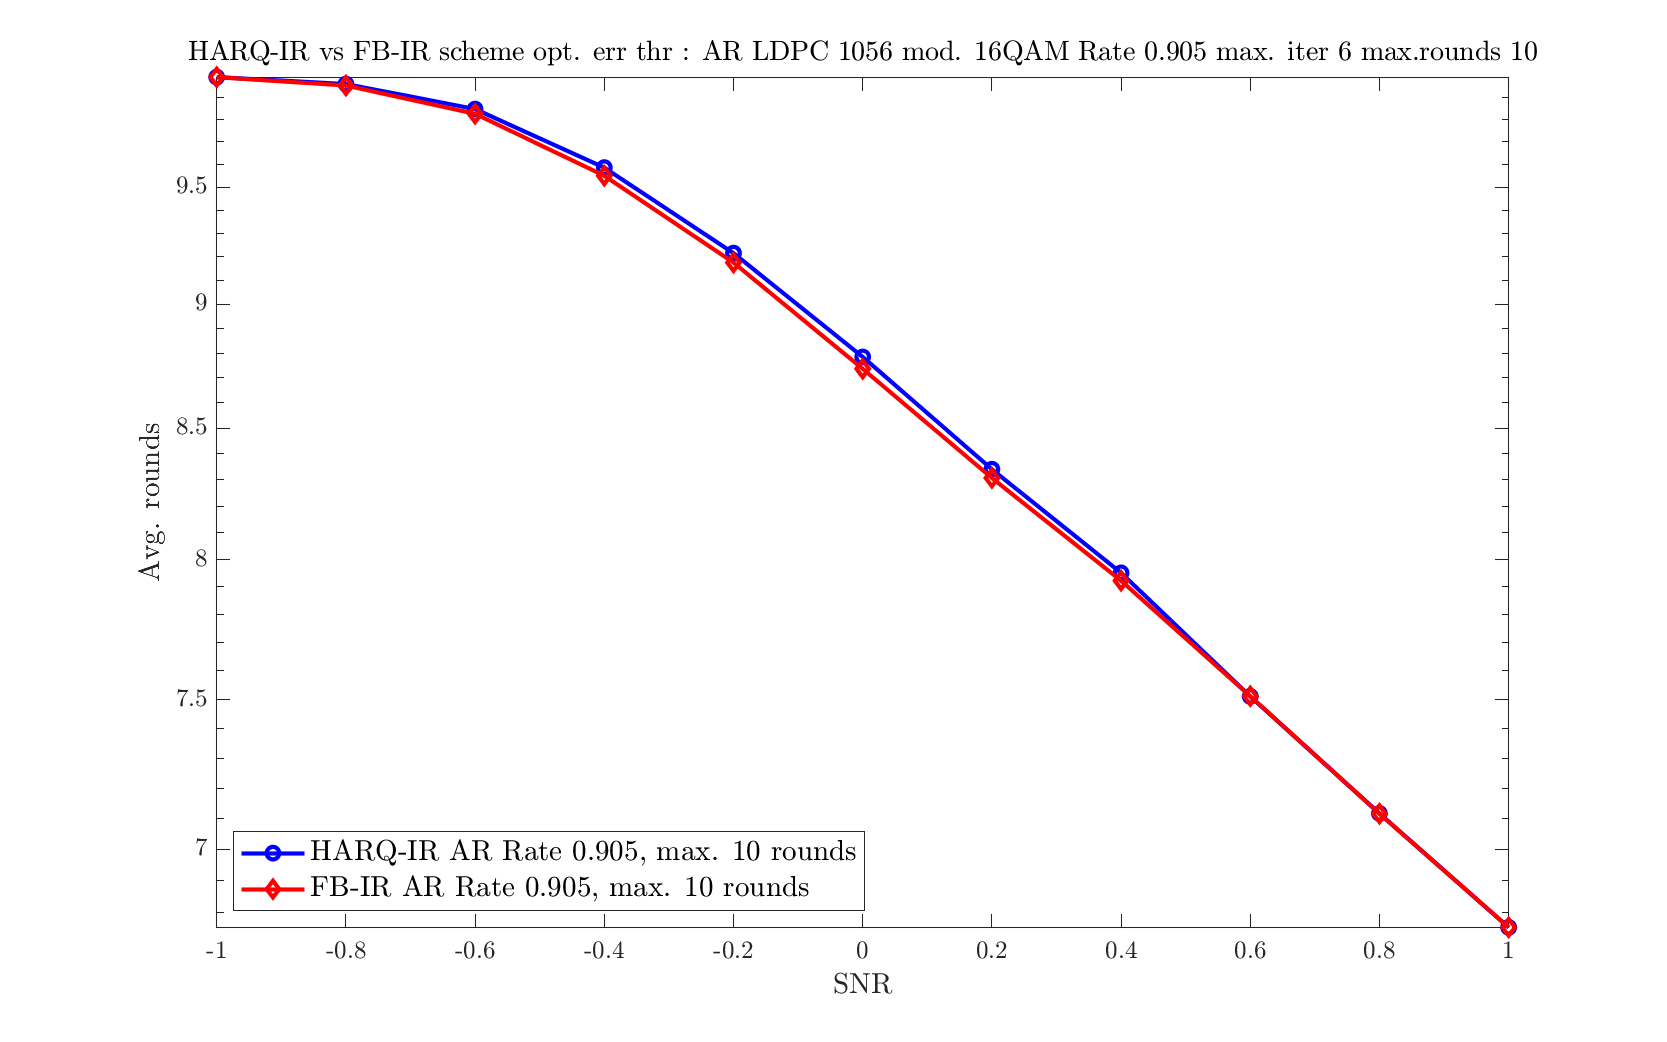 HARQ-IR vs FB-IR scheme opt. err thr : AR LDPC 1056 mod. 16QAM Rate 0.905 max. iter 6 max.rounds 10
9.5
9
8.5
8
7.5
7
Avg. rounds
HARQ-IR AR Rate 0.905, max. 10 rounds
FB-IR AR Rate 0.905, max. 10 rounds
-1 -0.8 -0.6 -0.4 -0.2 0 0.2 0.4 0.6 0.8 1
SNR